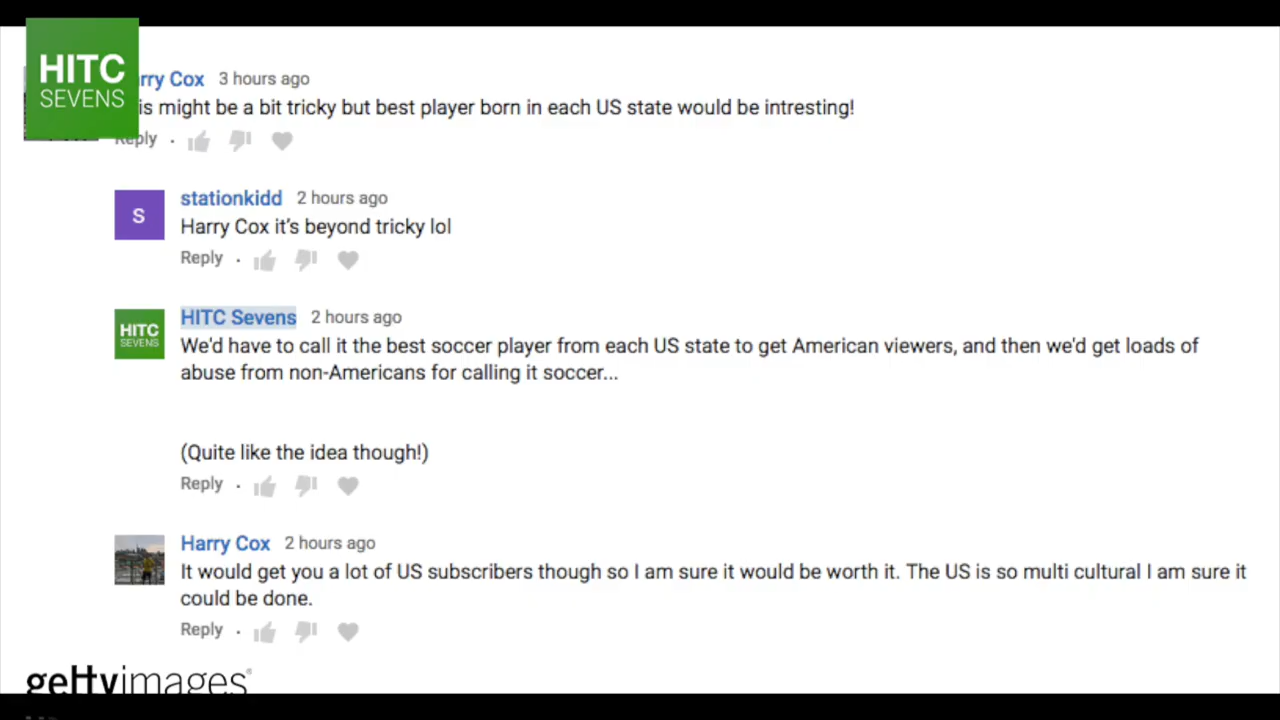 HITC
SEVENS
rry Cox 3 hours ago
is might be a bit tricky but best player born in each US state would be intresting!
Reply
S
stationkidd 2 hours ago
Harry Cox it's beyond tricky lol
Reply
HITC
SEVENS
HITC Sevens 2 hours ago
We'd have to call it the best soccer player from each US state to get American viewers, and then we'd get loads of
abuse from non-Americans for calling it soccer...
(Quite like the idea though!)
Reply
Harry Cox 2 hours ago
It would get you a lot of US subscribers though so I am sure it would be worth it. The US is so multi cultural I am sure it
could be done.
Reply
gettyimages